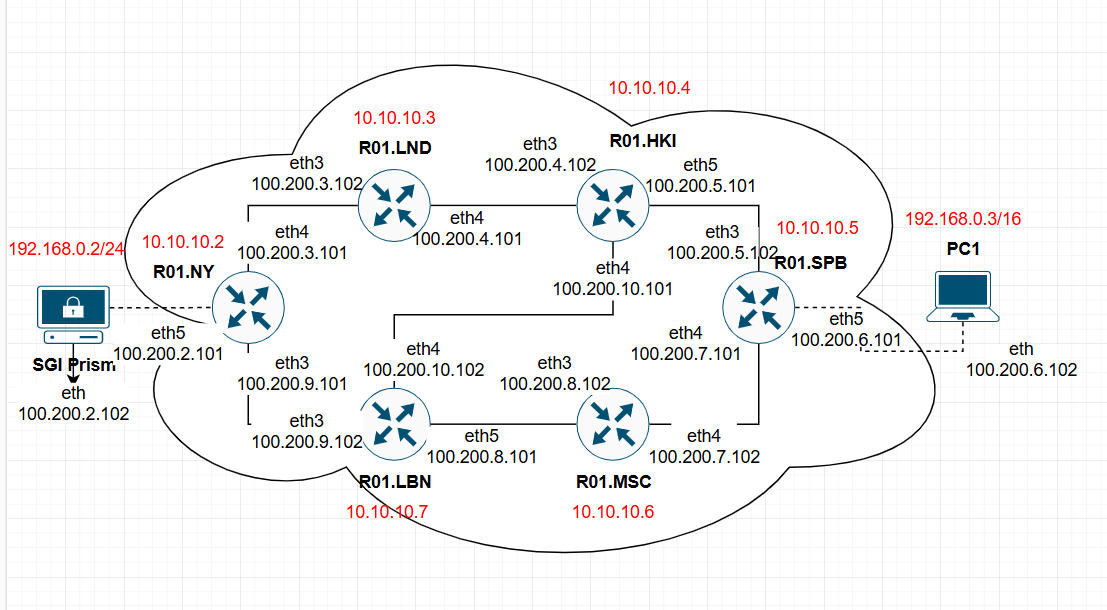 10.10.10.4
10.10.10.3
R01.HKI
R01.LND
eth3
100.200.4.102
eth3
100.200.3.102
eth5
100.200.5.101
eth4
100.200.4.101
192.168.0.3/16
PC1
10.10.10.5
192.168.0.2/24
10.10.10.2
eth4
100.200.3.101
eth3
100.200.5.102
R01.SPB
R01.NY
eth4
100.200.10.101
eth5
100.200.2.101
eth4
100.200.7.101
eth5
100.200.6.101
SGI Prism
eth
100.200.2.102
eth
100.200.6.102
eth3
100.200.9.101
eth4
100.200.10.102
eth3
100.200.8.102
eth3
100.200.9.102
eth5
100.200.8.101
eth4
100.200.7.102
R01.LBN
R01.MSC
10.10.10.7
10.10.10.6